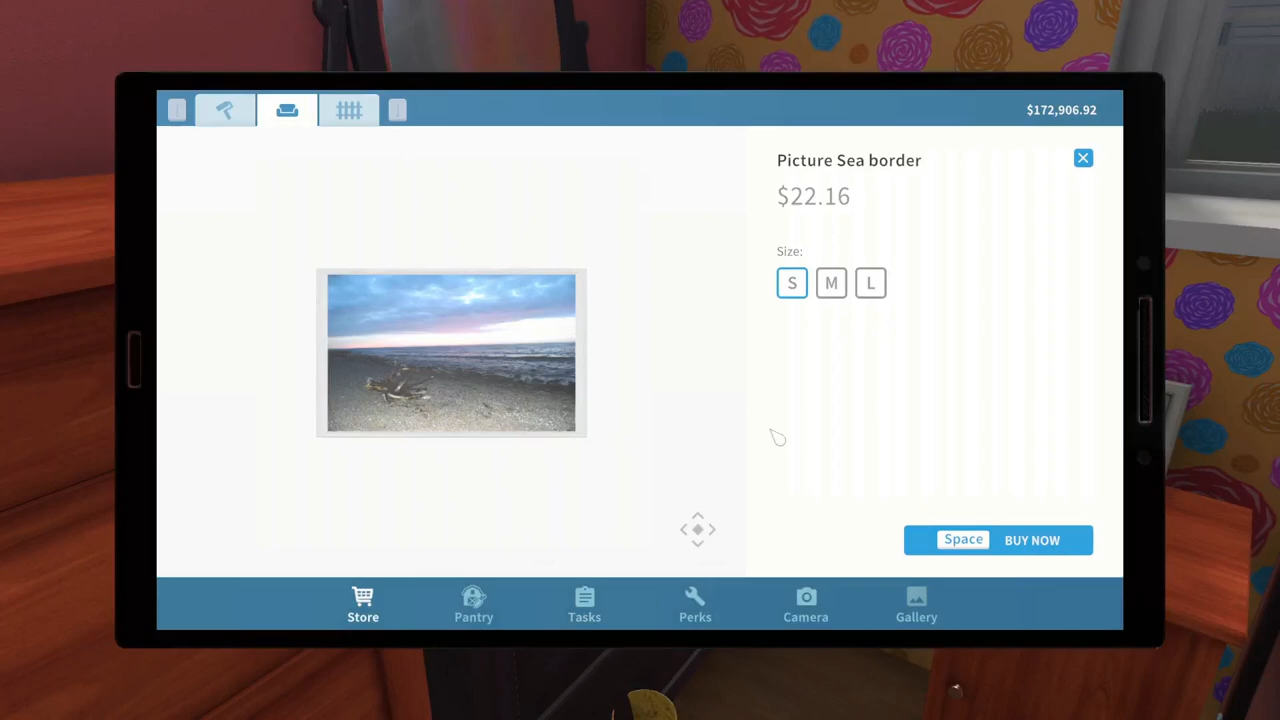 $172,906.92
Picture Sea border
$22.16
Size:
S M L
Space BUY NOW
Store Pantry Tasks Perks Camera Gallery